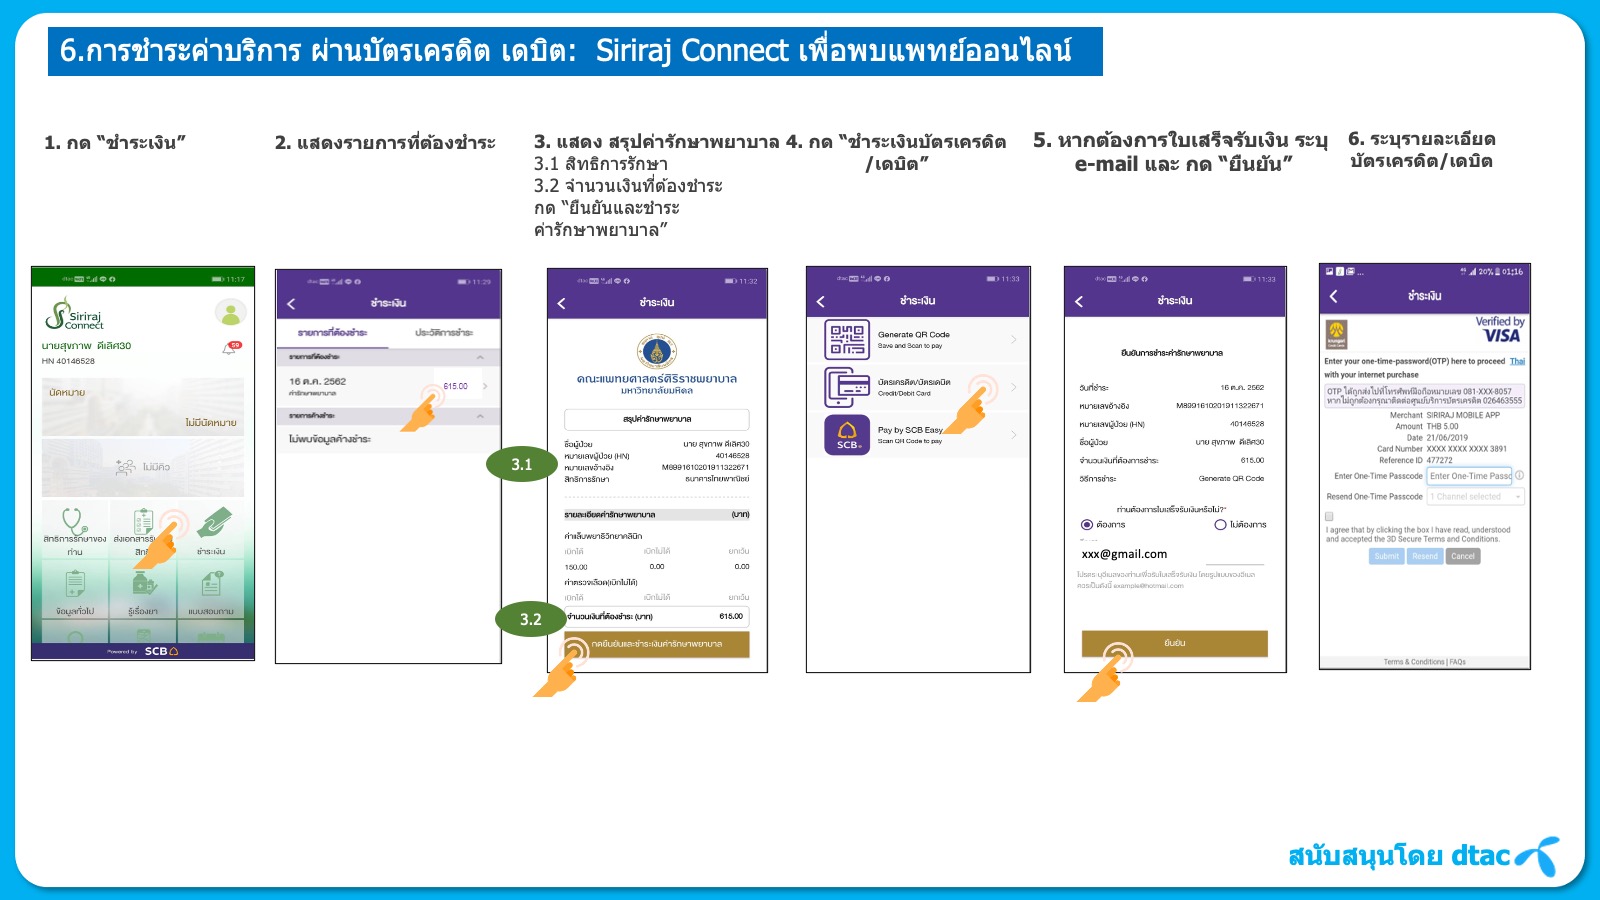 6.การชำระค่าบริการ ผ่านบัตรเครดิต เดบิต: Siriraj Connect เพื่อพบแพทย์ออนไลน์
1. กด “ชำระเงิน”
2. แสดงรายการที่ต้องชำระ
3. แสดง สรุปค่ารักษาพยาบาล
3.1 สิทธิการรักษา
3.2 จำนวนเงินที่ต้องชำระ
กด “ยืนยันและชำระ
ค่ารักษาพยาบาล”
4. กด “ชำระเงินบัตรเครดิต
/เดบิต”
5. หากต้องการใบเสร็จรับเงิน ระบุ
e-mail และ กด “ยืนยัน”
6. ระบุรายละเอียด
บัตรเครดิต/เดบิต
dtac 11:17
Siriraj
Connect
นายสุขภาพ ดีเลิศ30
HN 40146528
59
นัดหมาย
ไม่มีนัดหมาย
ไม่มีคิว
สิทธิการรักษาของ
ท่าน
ส่งเอกสารรับ
สิทธิ
ชำระเงิน
ข้อมูลทั่วไป
รู้เรื่องยา
แบบสอบถาม
Powered by SCB
dtac 11:29
ชำระเงิน
รายการที่ต้องชำระ ประวัติการชำระ
รายการที่ต้องชำระ
16 ต.ค. 2562
ค่ารักษาพยาบาล
615.00
รายการค้างชำระ
ไม่พบข้อมูลค้างชำระ
3.1
3.2
dtac 11:32
ชำระเงิน
คณะแพทยศาสตร์ศิริราชพยาบาล
มหาวิทยาลัยมหิดล
สรุปค่ารักษาพยาบาล
ชื่อผู้ป่วย นาย สุขภาพ ดีเลิศ30
หมายเลขผู้ป่วย (HN) 40146528
หมายเลขอ้างอิง M8991610201911322671
สิทธิการรักษา ธนาคารไทยพาณิชย์
รายละเอียดค่ารักษาพยาบาล (บาท)
ค่าแล็บพยาธิวิทยาคลินิก
เบิกได้ เบิกไม่ได้ ยกเว้น
150.00 0.00 0.00
ค่าตรวจเลือด(เบิกไม่ได้)
เบิกได้ เบิกไม่ได้ ยกเว้น
จำนวนเงินที่ต้องชำระ (บาท) 615.00
กดยืนยันและชำระเงินค่ารักษาพยาบาล
dtac 11:33
ชำระเงิน
Generate QR Code
Save and Scan to pay
บัตรเครดิต/บัตรเดบิต
Credit/Debit Card
SCB
Pay by SCB Easy
Scan QR Code to pay
dtac 11:33
ชำระเงิน
ยืนยันการชำระค่ารักษาพยาบาล
วันที่ชำระ 16 ต.ค. 2562
หมายเลขอ้างอิง M8991610201911322671
หมายเลขผู้ป่วย (HN) 40146528
ชื่อผู้ป่วย นาย สุขภาพ ดีเลิศ30
จำนวนเงินที่ต้องการชำระ 615.00
วิธีการชำระ Generate QR Code
ท่านต้องการใบเสร็จรับเงินหรือไม่?*
ต้องการ ไม่ต้องการ
xxx@gmail.com
โปรดระบุอีเมลของท่านเพื่อรับใบเสร็จรับเงิน โดยรูปแบบของอีเมล
ควรเป็นดังนี้ example@hotmail.com
ยืนยัน
20% 01:16
ชำระเงิน
Verified by
VISA
Enter your one-time-password(OTP) here to proceed Thai
with your internet purchase
OTP ได้ถูกส่งไปที่โทรศัพท์มือถือหมายเลข 081-XXX-8057
หากไม่ถูกต้องกรุณาติดต่อศูนย์บริการบัตรเครดิต 026463555
Merchant SIRIRAJ MOBILE APP
Amount THB 5.00
Date 21/06/2019
Card Number XXXX XXXX XXXX 3891
Reference ID 477272
Enter One-Time Passcode Enter One-Time Passc
Resend One-Time Passcode 1 Channel selected
I agree that by clicking the box i have read, understood
and accepted the 3D Secure Terms and Conditions.
Submit Resend Cancel
Terms & Conditions | FAQs
สนับสนุนโดย dtac